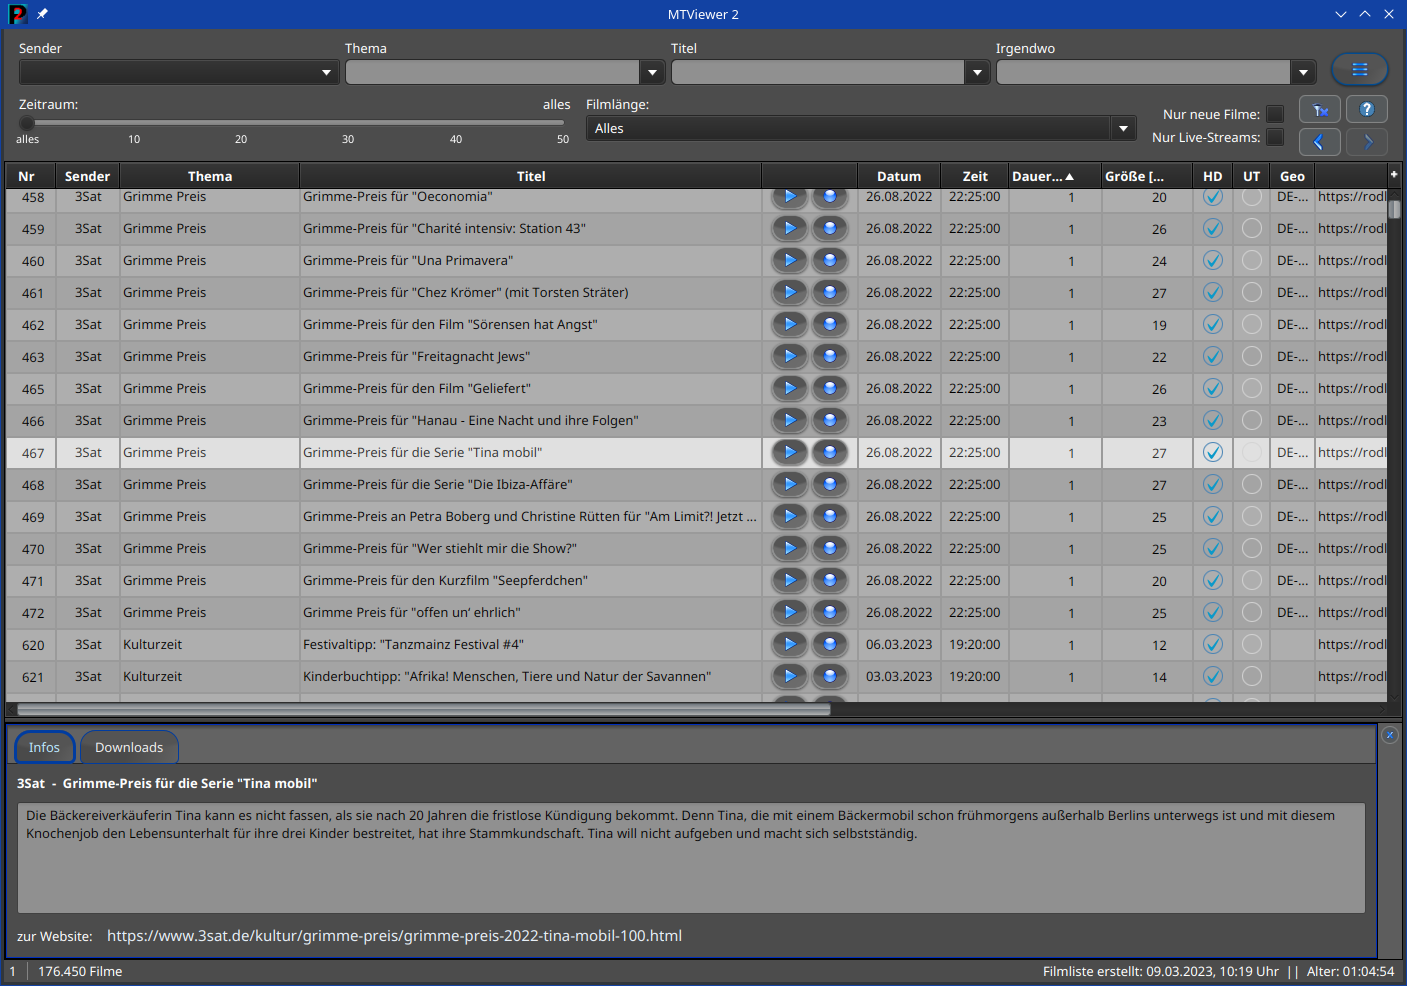 MTViewer 2
Sender Thema Titel Irgendwo
Zeitraum: alles Filmlänge:
alles 10 20 30 40 50
Alles
Nur neue Filme:
Nur Live-Streams:
Nr Sender Thema Titel Datum Zeit Dauer... Größe [... HD UT Geo +
458 3Sat Grimme Preis Grimme-Preis für "Oeconomia" 26.08.2022 22:25:00 1 20 DE-... https://rodl
459 3Sat Grimme Preis Grimme-Preis für "Charité intensiv: Station 43" 26.08.2022 22:25:00 1 26 DE-... https://rodl
460 3Sat Grimme Preis Grimme-Preis für "Una Primavera" 26.08.2022 22:25:00 1 24 DE-... https://rodl
461 3Sat Grimme Preis Grimme-Preis für "Chez Krömer" (mit Torsten Sträter) 26.08.2022 22:25:00 1 27 DE-... https://rodl
462 3Sat Grimme Preis Grimme-Preis für den Film "Sörensen hat Angst" 26.08.2022 22:25:00 1 19 DE-... https://rodl
463 3Sat Grimme Preis Grimme-Preis für "Freitagnacht Jews" 26.08.2022 22:25:00 1 22 DE-... https://rodl
465 3Sat Grimme Preis Grimme-Preis für den Film "Geliefert" 26.08.2022 22:25:00 1 26 DE-... https://rodl
466 3Sat Grimme Preis Grimme-Preis für "Hanau - Eine Nacht und ihre Folgen" 26.08.2022 22:25:00 1 23 DE-... https://rodl
467 3Sat Grimme Preis Grimme-Preis für die Serie "Tina mobil" 26.08.2022 22:25:00 1 27 DE-... https://rodl
468 3Sat Grimme Preis Grimme-Preis für die Serie "Die Ibiza-Affäre" 26.08.2022 22:25:00 1 27 DE-... https://rodl
469 3Sat Grimme Preis Grimme-Preis an Petra Boberg und Christine Rütten für "Am Limit?! Jetzt ... 26.08.2022 22:25:00 1 25 DE-... https://rodl
470 3Sat Grimme Preis Grimme-Preis für "Wer stiehlt mir die Show?" 26.08.2022 22:25:00 1 25 DE-... https://rodl
471 3Sat Grimme Preis Grimme-Preis für den Kurzfilm "Seepferdchen" 26.08.2022 22:25:00 1 20 DE-... https://rodl
472 3Sat Grimme Preis Grimme Preis für "offen un' ehrlich" 26.08.2022 22:25:00 1 25 DE-... https://rodl
620 3Sat Kulturzeit Festivaltipp: "Tanzmainz Festival #4" 06.03.2023 19:20:00 1 12 https://rodl
621 3Sat Kulturzeit Kinderbuchtipp: "Afrika! Menschen, Tiere und Natur der Savannen" 03.03.2023 19:20:00 1 14 https://rodl
Infos Downloads
3Sat - Grimme-Preis für die Serie "Tina mobil"
Die Bäckereiverkäuferin Tina kann es nicht fassen, als sie nach 20 Jahren die fristlose Kündigung bekommt. Denn Tina, die mit einem Bäckermobil schon frühmorgens außerhalb Berlins unterwegs ist und mit diesem
Knochenjob den Lebensunterhalt für ihre drei Kinder bestreitet, hat ihre Stammkundschaft. Tina will nicht aufgeben und macht sich selbstständig.
zur Website: https://www.3sat.de/kultur/grimme-preis/grimme-preis-2022-tina-mobil-100.html
1 176.450 Filme Filmliste erstellt: 09.03.2023, 10:19 Uhr || Alter: 01:04:54